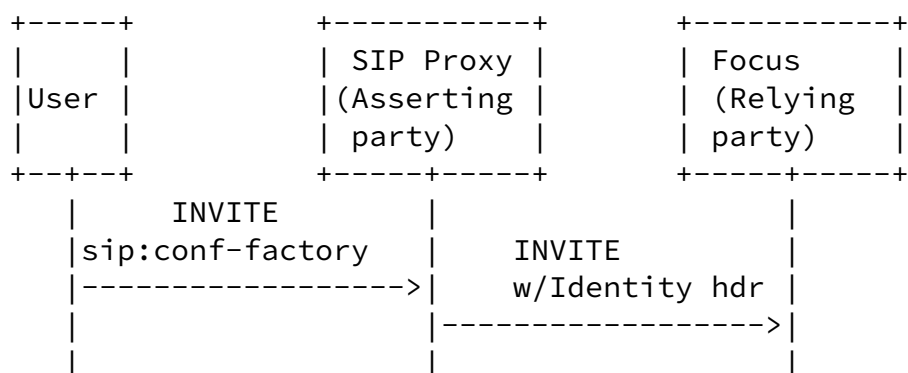 User
SIP Proxy
(Asserting
party)
Focus
(Relying
party)
INVITE
sip:conf-factory
INVITE
w/Identity hdr